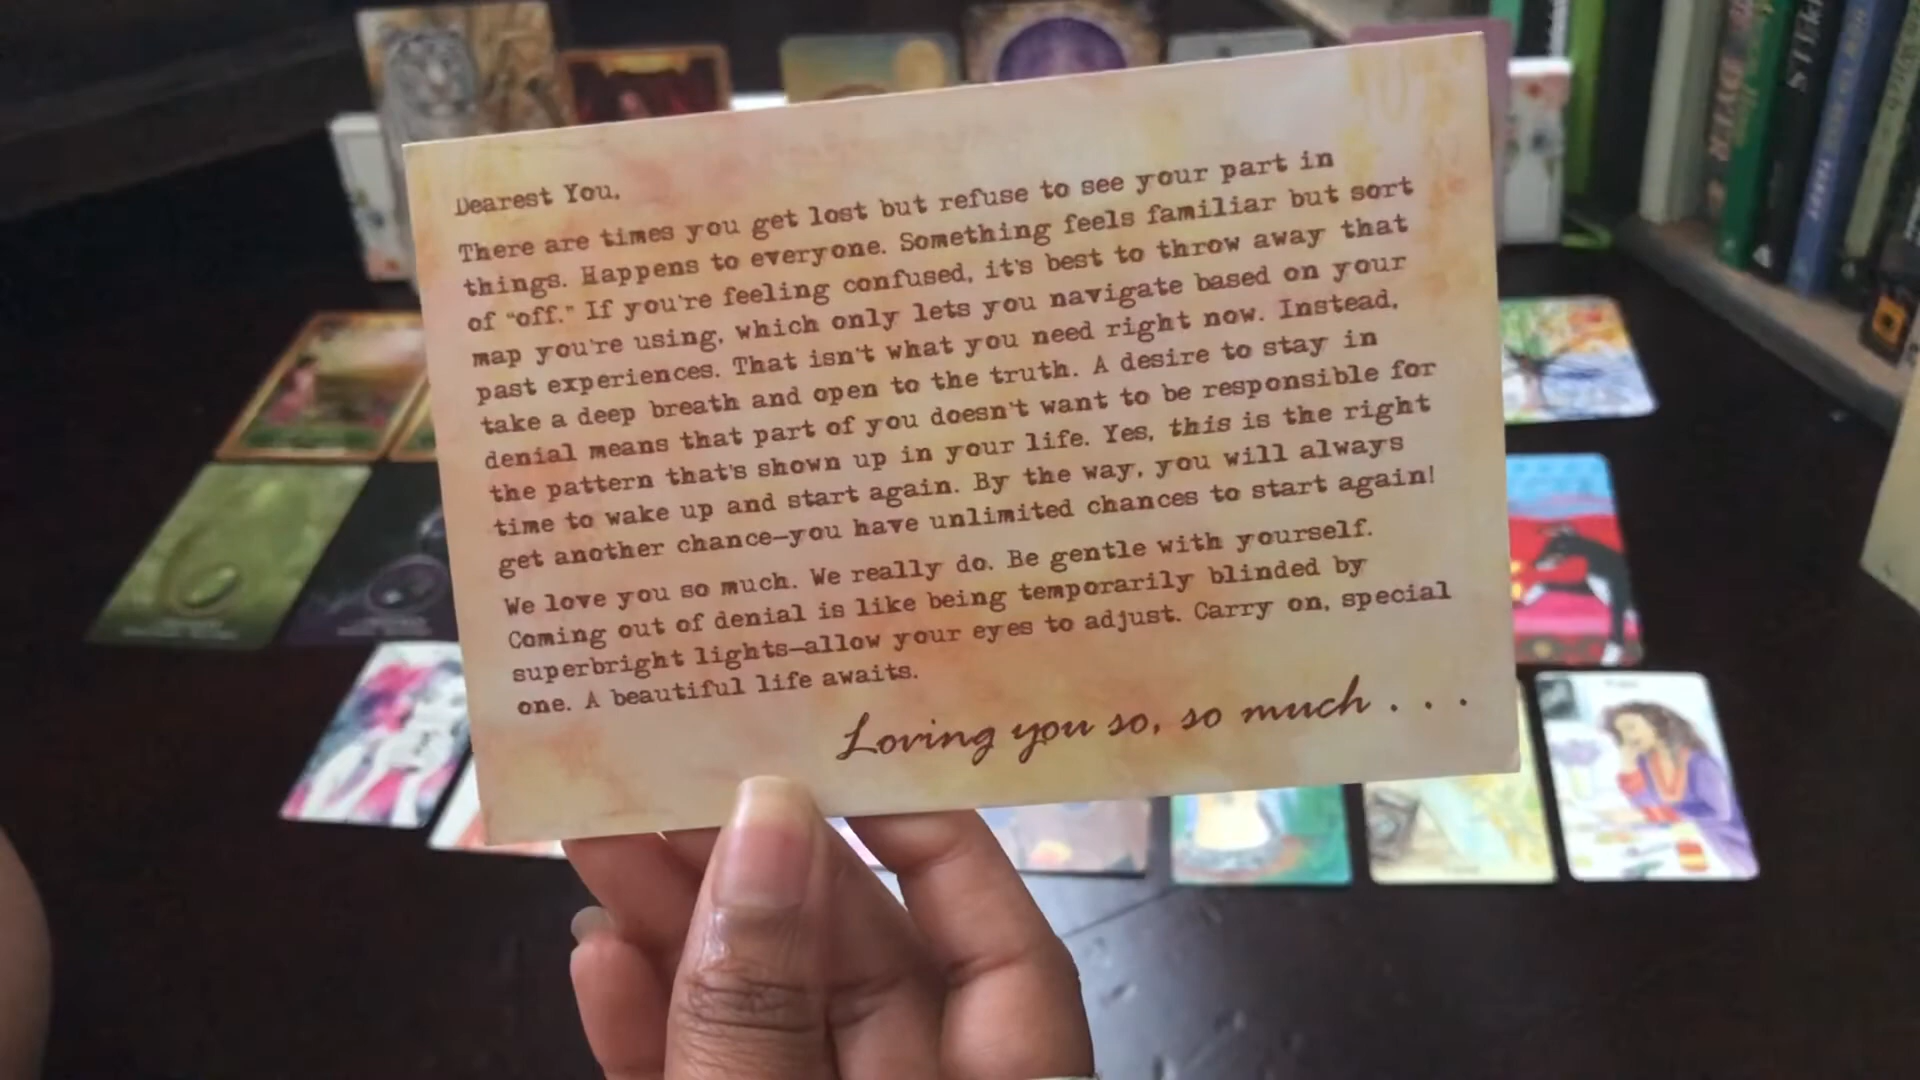 Dearest You,
There are times you get lost but refuse to see your part in
things. Happens to everyone. Something feels familiar but sort
of “off.” If you're feeling confused, it's best to throw away that
map you're using, which only lets you navigate based on your
past experiences. That isn't what you need right now. Instead,
take a deep breath and open to the truth. A desire to stay in
denial means that part of you doesn't want to be responsible for
the pattern that's shown up in your life. Yes, this is the right
time to wake up and start again. By the way, you will always
get another chance—you have unlimited chances to start again!
We love you so much. We really do. Be gentle with yourself.
Coming out of denial is like being temporarily blinded by
superbright lights—allow your eyes to adjust. Carry on, special
one. A beautiful life awaits.
Loving you so, so much . . .
DYER